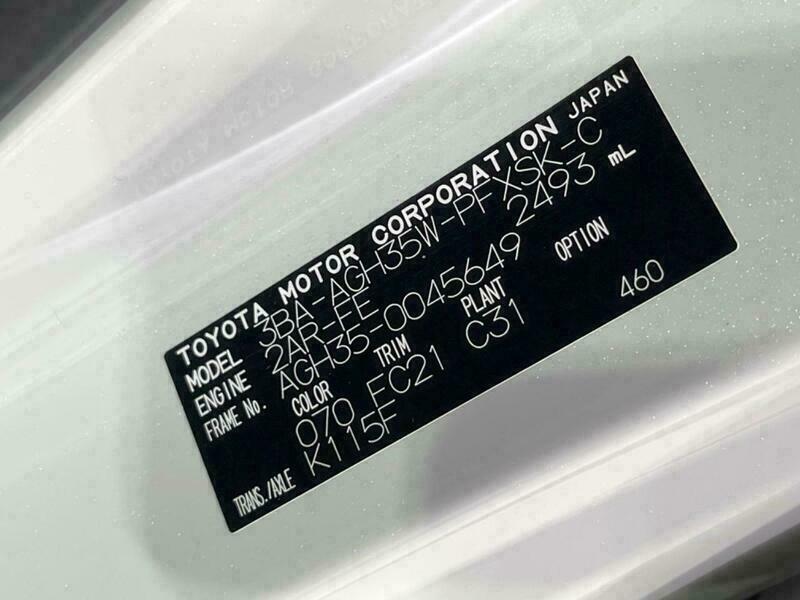 TOYOTA MOTOR CORPORATION JAPAN
MODEL 3BA-AGH35W-PFXSK-C
ENGINE 2AR-FE 2493 mL
FRAME No. AGH35-0045649
COLOR TRIM PLANT OPTION
070 FC21 C31 460
TRANS./AXLE K115F